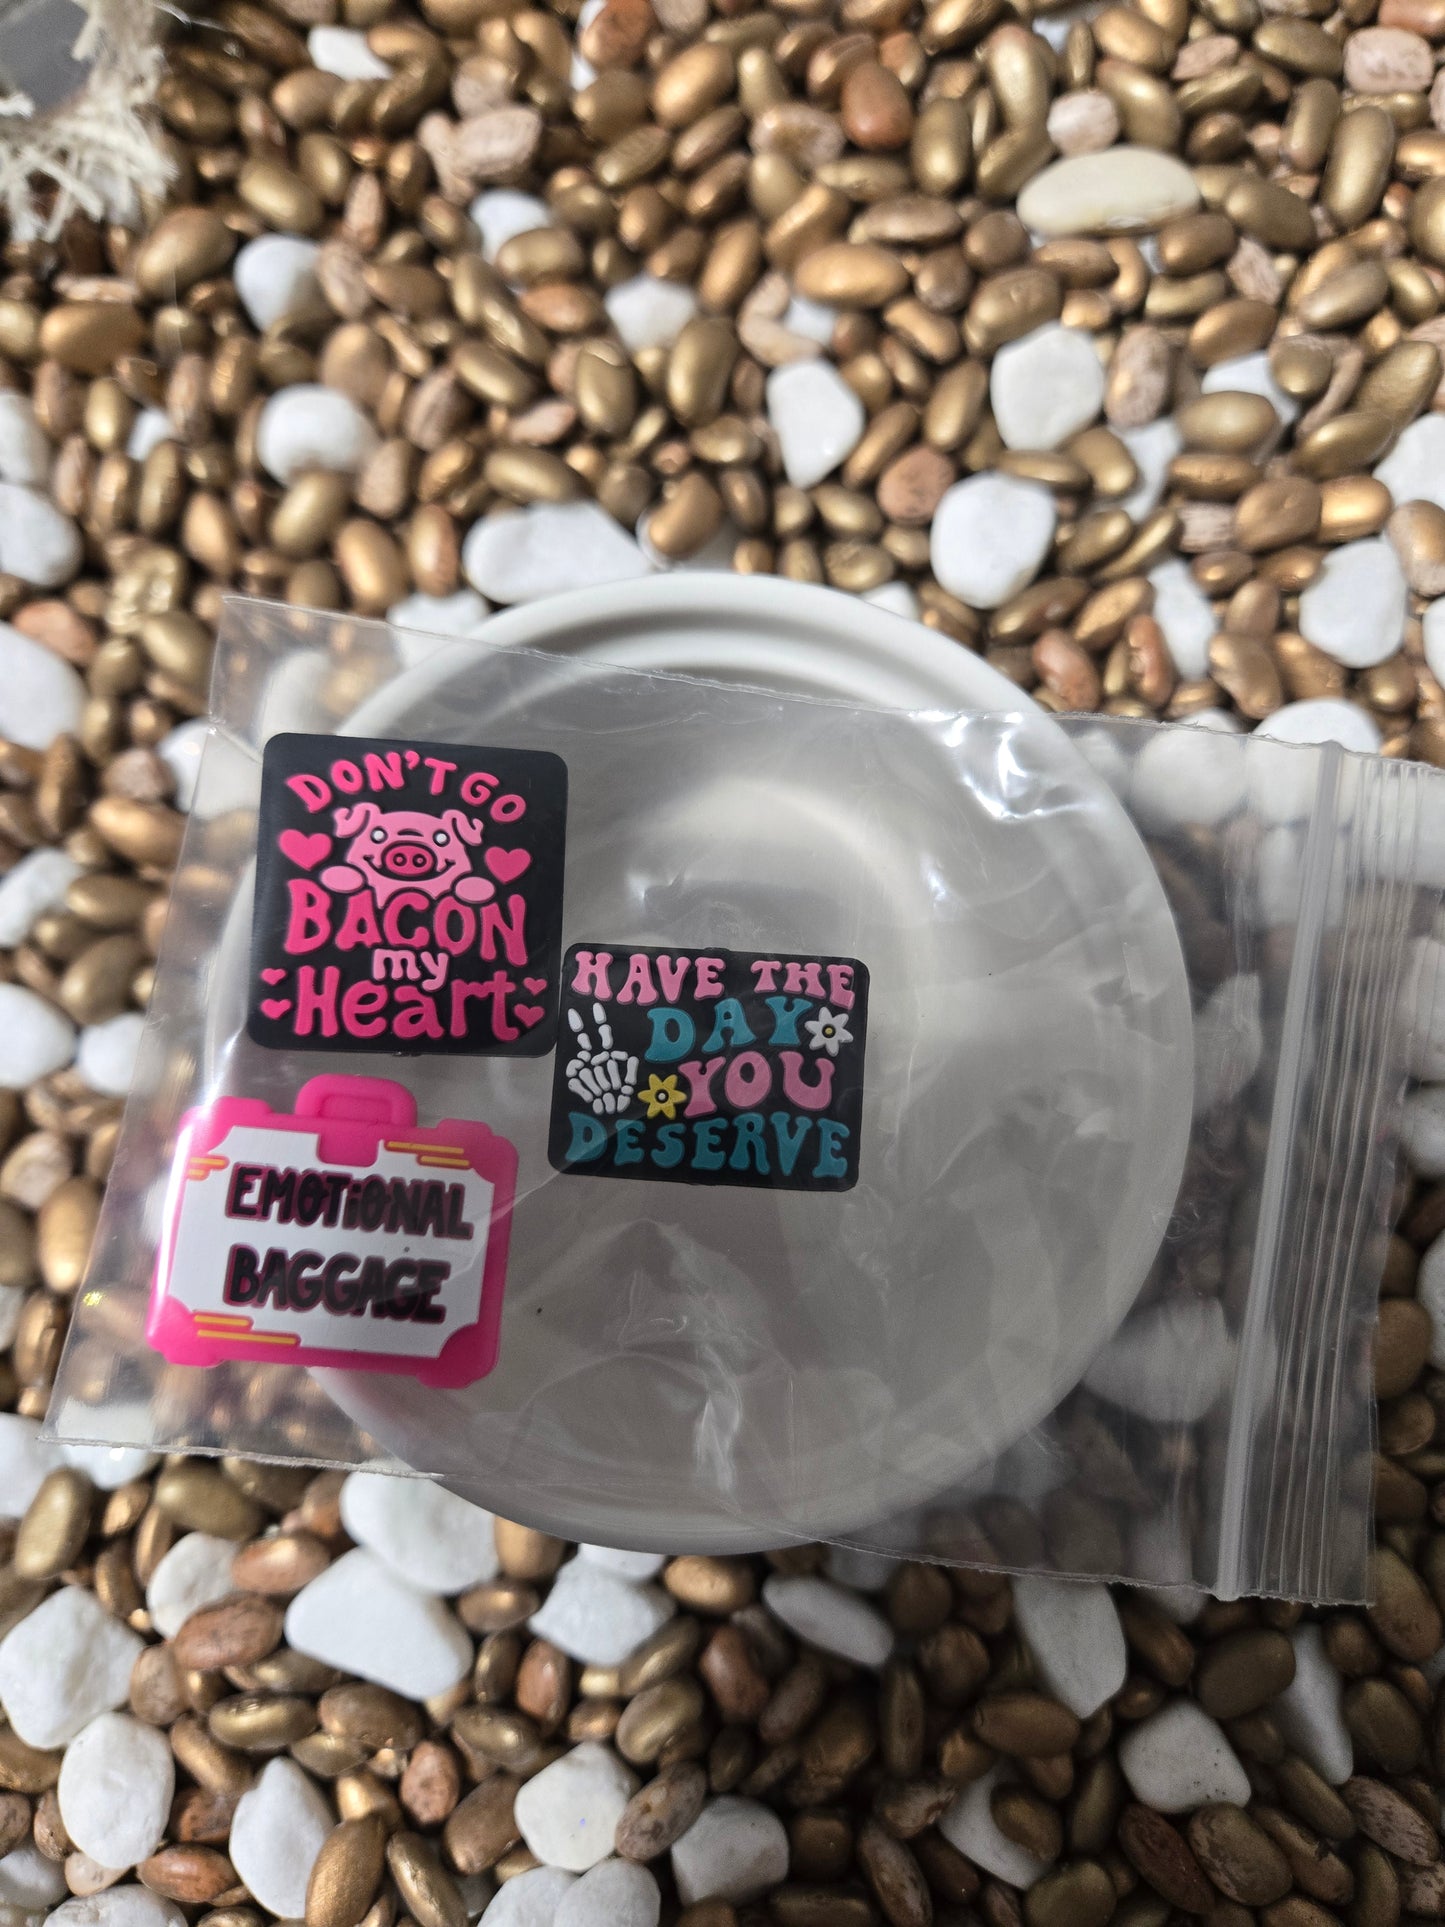 DON'T GO
BACON
my
Heart
HAVE THE
DAY
YOU
DESERVE
EMOTiONAL
BAGGAGE